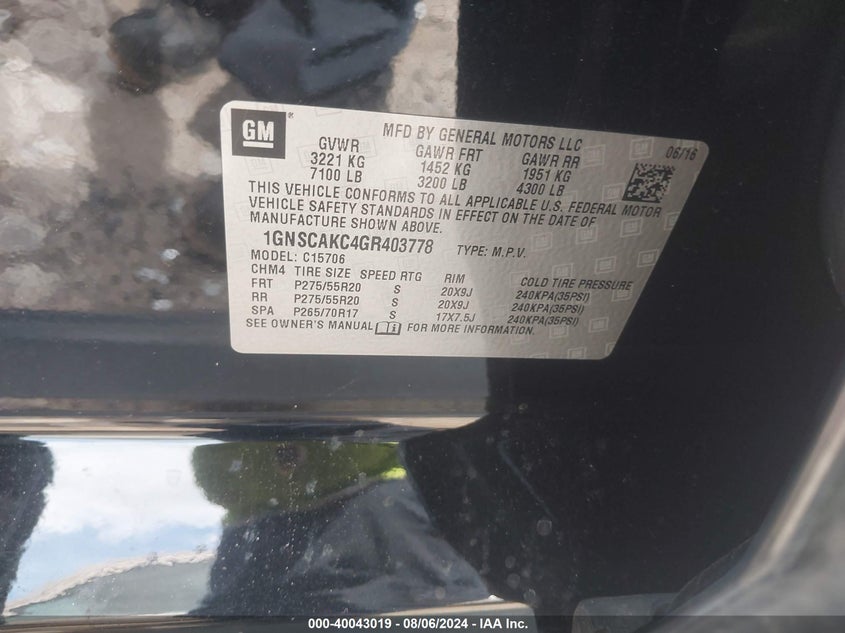 GM
MFD BY GENERAL MOTORS LLC
06/16
GVWR GAWR FRT GAWR RR
3221 KG 1452 KG 1951 KG
7100 LB 3200 LB 4300 LB
THIS VEHICLE CONFORMS TO ALL APPLICABLE U.S. FEDERAL MOTOR
VEHICLE SAFETY STANDARDS IN EFFECT ON THE DATE OF
MANUFACTURE SHOWN ABOVE.
1GNSCAKC4GR403778 TYPE: M.P.V.
MODEL: C15706
CHM4 TIRE SIZE SPEED RTG RIM COLD TIRE PRESSURE
FRT P275/55R20 S 20X9J 240KPA(35PSI)
RR P275/55R20 S 20X9J 240KPA(35PSI)
SPA P265/70R17 S 17X7.5J 240KPA(35PSI)
SEE OWNER'S MANUAL FOR MORE INFORMATION.
000-40043019 - 08/06/2024 - IAA Inc.